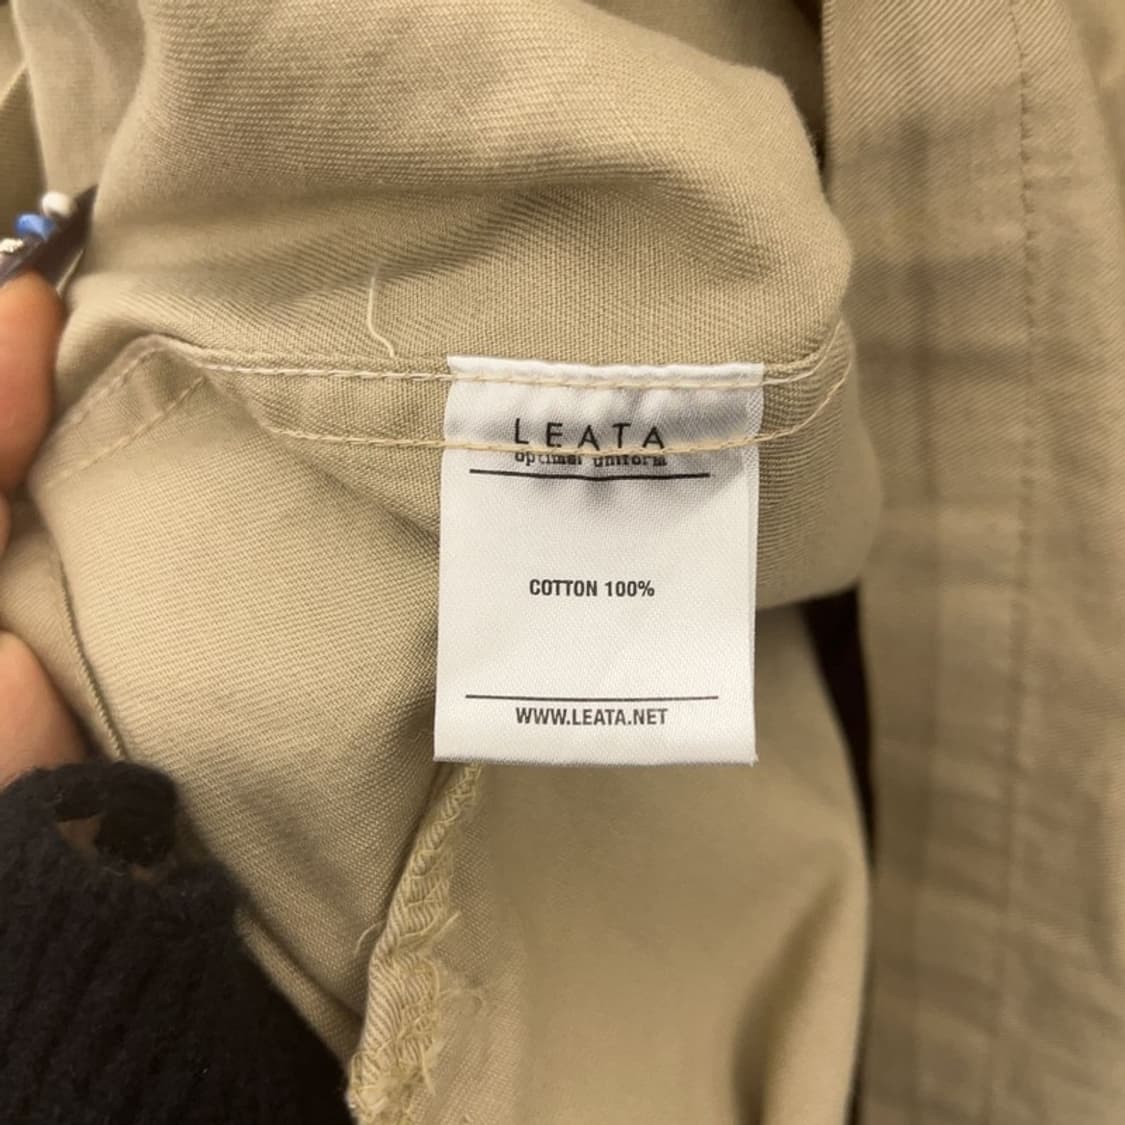 LEATA
optimal uniform
COTTON 100%
WWW.LEATA.NET